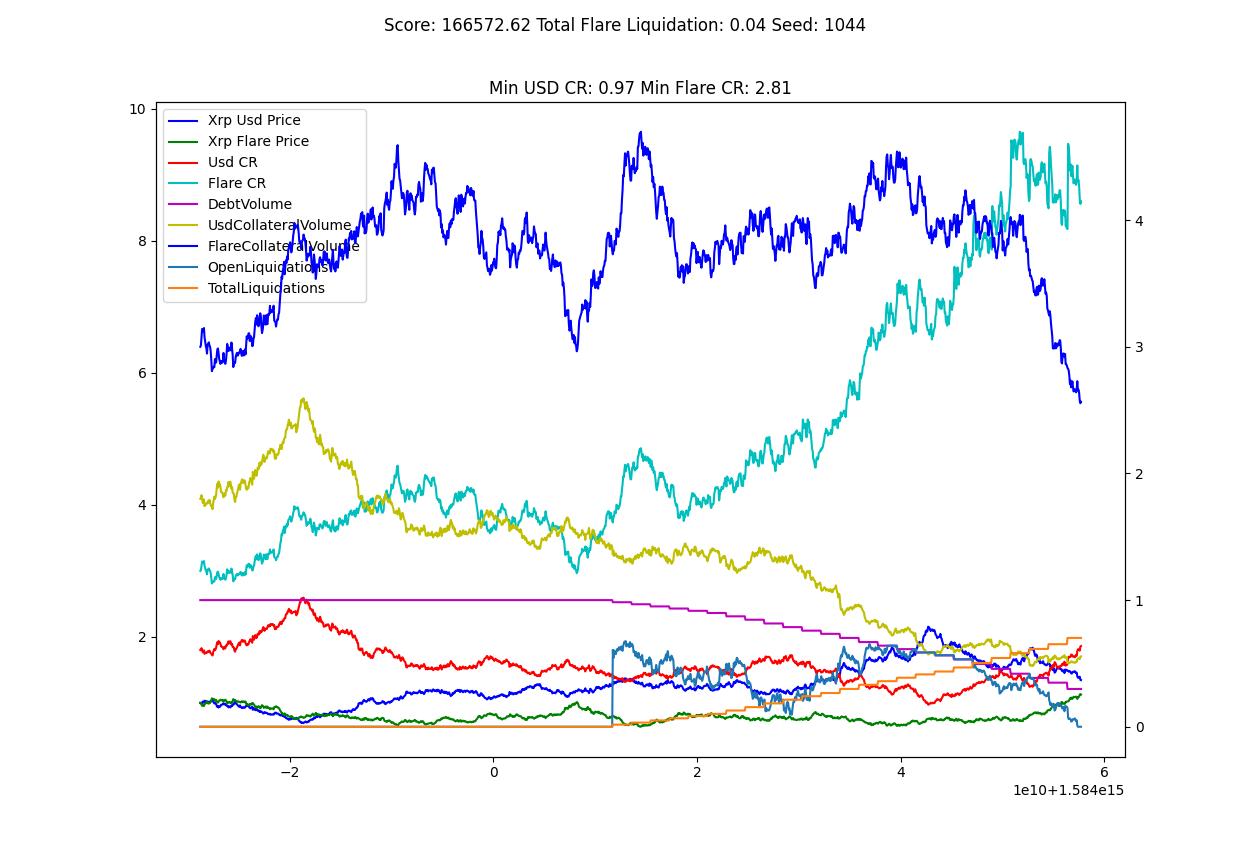 Score: 166572.62 Total Flare Liquidation: 0.04 Seed: 1044
Min USD CR: 0.97 Min Flare CR: 2.81
10
8
6
4
2
Xrp Usd Price
Xrp Flare Price
Usd CR
Flare CR
DebtVolume
UsdCollateralVolume
FlareCollateralVolume
OpenLiquidations
TotalLiquidations
4
3
2
1
0
−2 0 2 4 6
1e10+1.584e15